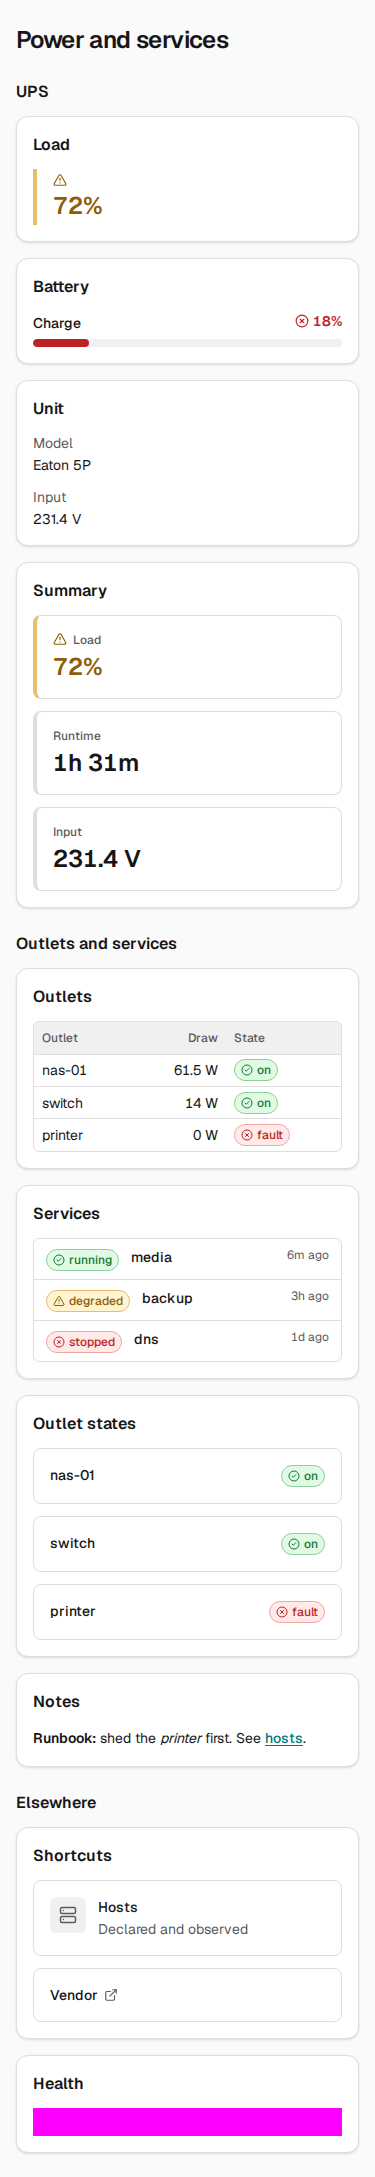 Power and services
UPS
Load
72%
Battery
Charge 18%
Unit
Model
Eaton 5P
Input
231.4 V
Summary
Load
72%
Runtime
1h 31m
Input
231.4 V
Outlets and services
Outlets
Outlet Draw State
nas-01 61.5 W on
switch 14 W on
printer 0 W fault
Services
running media 6m ago
degraded backup 3h ago
stopped dns 1d ago
Outlet states
nas-01 on
switch on
printer fault
Notes
Runbook: shed the printer first. See hosts.
Elsewhere
Shortcuts
Hosts
Declared and observed
Vendor
Health